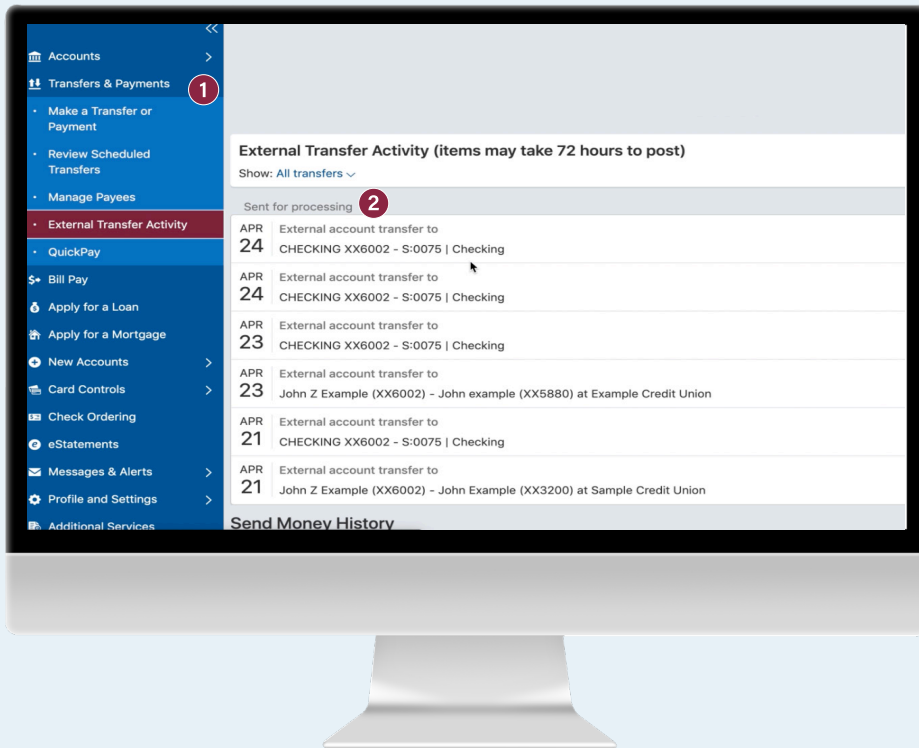 <<
Accounts >
Transfers & Payments
1
Make a Transfer or
Payment
Review Scheduled
Transfers
Manage Payees
External Transfer Activity
QuickPay
Bill Pay
Apply for a Loan
Apply for a Mortgage
New Accounts >
Card Controls >
Check Ordering
eStatements
Messages & Alerts >
Profile and Settings >
Additional Services
External Transfer Activity (items may take 72 hours to post)
Show: All transfers
Sent for processing 2
APR External account transfer to
24 CHECKING XX6002 - S:0075 | Checking
APR External account transfer to
24 CHECKING XX6002 - S:0075 | Checking
APR External account transfer to
23 CHECKING XX6002 - S:0075 | Checking
APR External account transfer to
23 John Z Example (XX6002) - John example (XX5880) at Example Credit Union
APR External account transfer to
21 CHECKING XX6002 - S:0075 | Checking
APR External account transfer to
21 John Z Example (XX6002) - John Example (XX3200) at Sample Credit Union
Send Money History